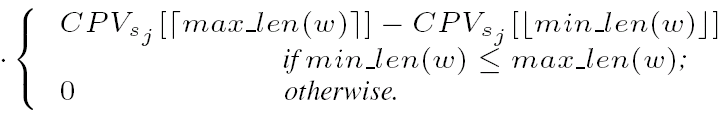 · { CPV_{s_j} [⌈max_len(w)⌉] − CPV_{s_j} [⌊min_len(w)⌋]
if min_len(w) ≤ max_len(w);
0 otherwise.